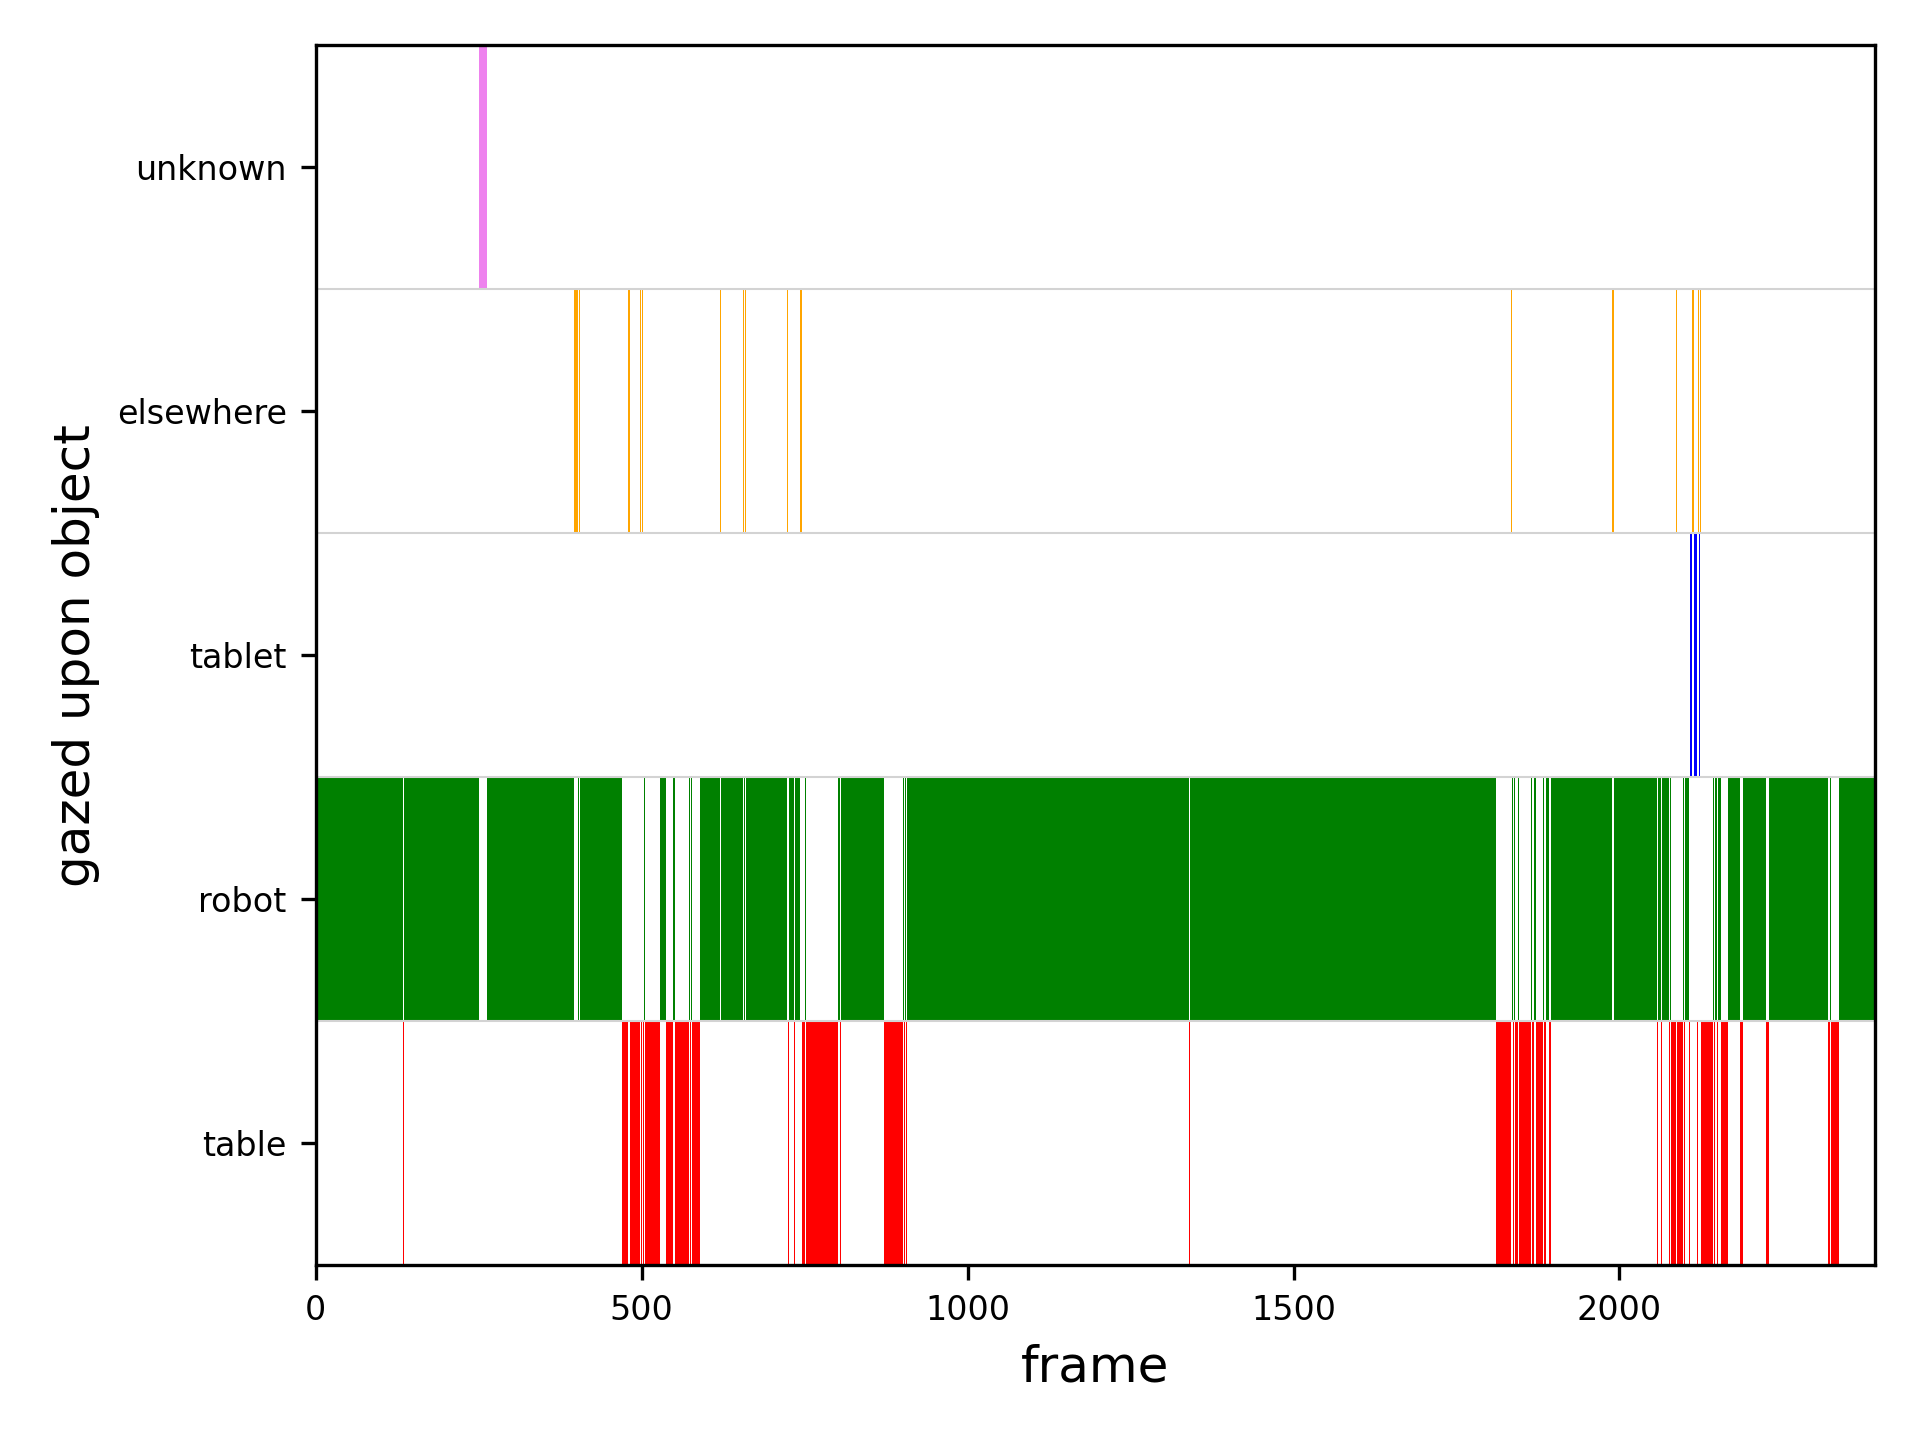 unknown
elsewhere
tablet
robot
table
gazed upon object
0 500 1000 1500 2000
frame